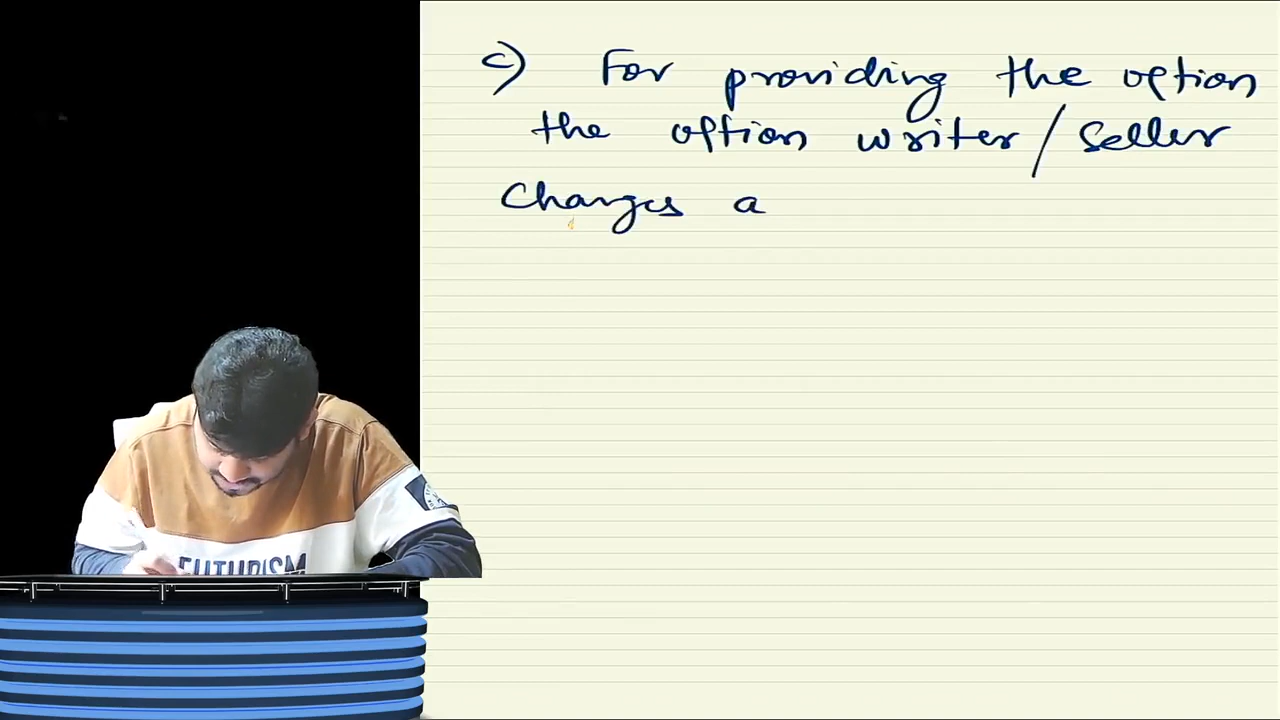 c) For providing the option
the option writer/seller
Charges a
FUTURISM